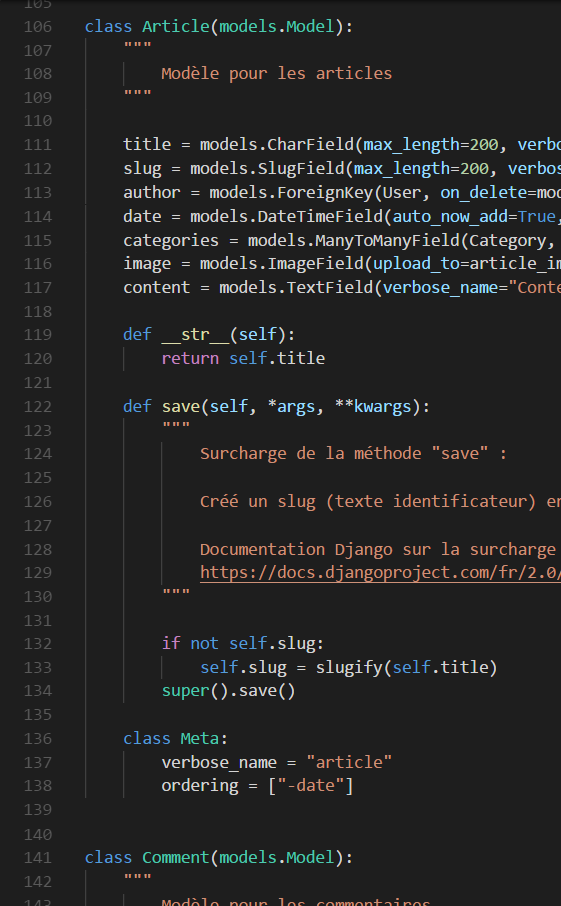 105
106 class Article(models.Model):
107 """
108 Modèle pour les articles
109 """
110
111 title = models.CharField(max_length=200, verbo
112 slug = models.SlugField(max_length=200, verbos
113 author = models.ForeignKey(User, on_delete=mod
114 date = models.DateTimeField(auto_now_add=True,
115 categories = models.ManyToManyField(Category,
116 image = models.ImageField(upload_to=article_im
117 content = models.TextField(verbose_name="Conte
118
119 def __str__(self):
120 return self.title
121
122 def save(self, *args, **kwargs):
123 """
124 Surcharge de la méthode "save" :
125
126 Créé un slug (texte identificateur) en
127
128 Documentation Django sur la surcharge
129 https://docs.djangoproject.com/fr/2.0/
130 """
131
132 if not self.slug:
133 self.slug = slugify(self.title)
134 super().save()
135
136 class Meta:
137 verbose_name = "article"
138 ordering = ["-date"]
139
140
141 class Comment(models.Model):
142 """
143 Modèle pour les commentaires